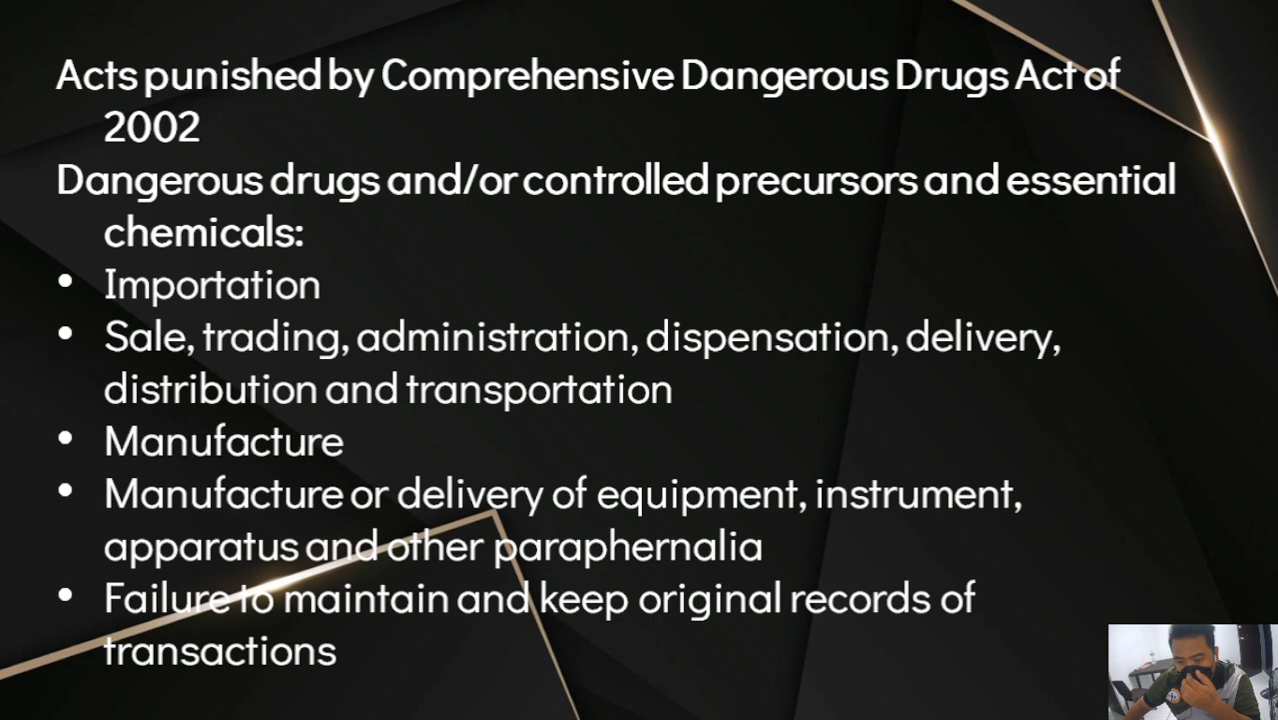 Acts punished by Comprehensive Dangerous Drugs Act of
2002
Dangerous drugs and/or controlled precursors and essential
chemicals:
• Importation
• Sale, trading, administration, dispensation, delivery,
distribution and transportation
• Manufacture
• Manufacture or delivery of equipment, instrument,
apparatus and other paraphernalia
• Failure to maintain and keep original records of
transactions